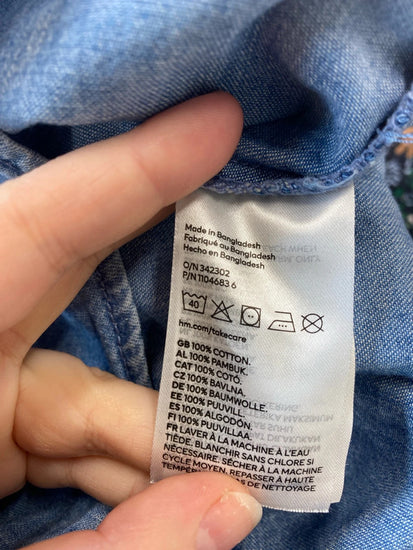 Made in Bangladesh
Fabriqué au Bangladesh
Hecho en Bangladesh
O/N 342302
P/N 1104683 6
40
hm.com/takecare
GB 100% COTTON.
AL 100% PAMBUK.
CAT 100% COTÓ.
CZ 100% BAVLNA.
DE 100% BAUMWOLLE.
EE 100% PUUVILL.
ES 100% ALGODÓN.
FI 100% PUUVILLAA.
FR LAVER À LA MACHINE À L'EAU
TIÈDE. BLANCHIR SANS CHLORE SI
NÉCESSAIRE. SÉCHER À LA MACHINE
CYCLE MOYEN. REPASSER À HAUTE
DE NETTOYAGE